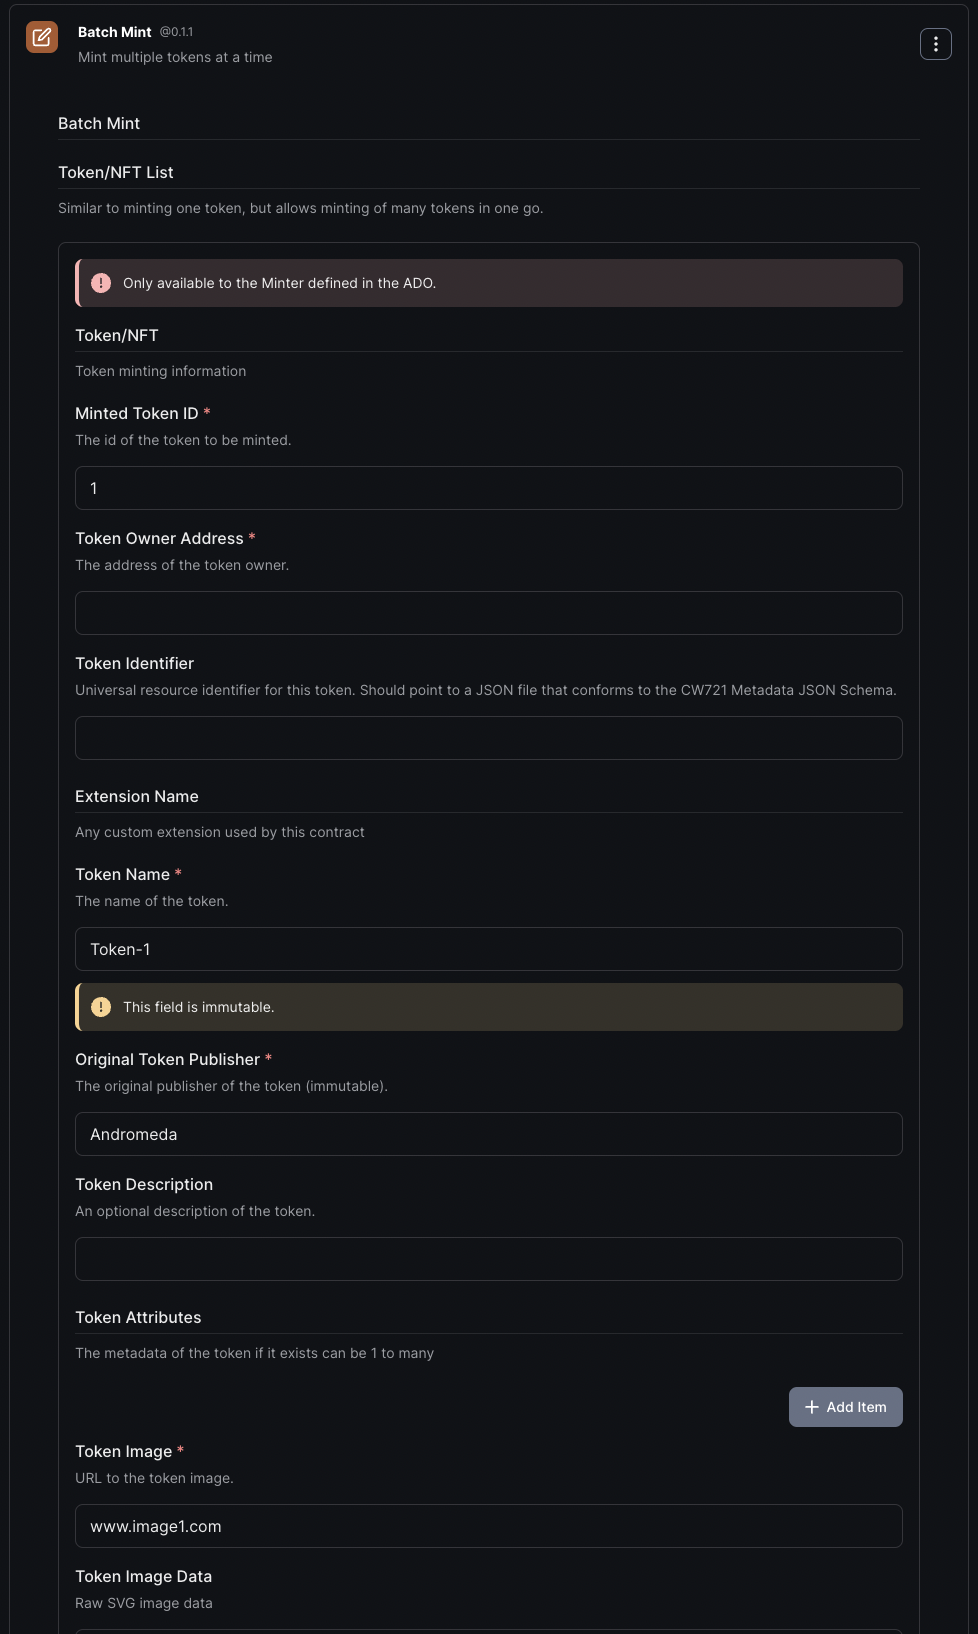 Batch Mint @0.1.1
Mint multiple tokens at a time
Batch Mint
Token/NFT List
Similar to minting one token, but allows minting of many tokens in one go.
Only available to the Minter defined in the ADO.
Token/NFT
Token minting information
Minted Token ID *
The id of the token to be minted.
1
Token Owner Address *
The address of the token owner.
Token Identifier
Universal resource identifier for this token. Should point to a JSON file that conforms to the CW721 Metadata JSON Schema.
Extension Name
Any custom extension used by this contract
Token Name *
The name of the token.
Token-1
This field is immutable.
Original Token Publisher *
The original publisher of the token (immutable).
Andromeda
Token Description
An optional description of the token.
Token Attributes
The metadata of the token if it exists can be 1 to many
+ Add Item
Token Image *
URL to the token image.
www.image1.com
Token Image Data
Raw SVG image data